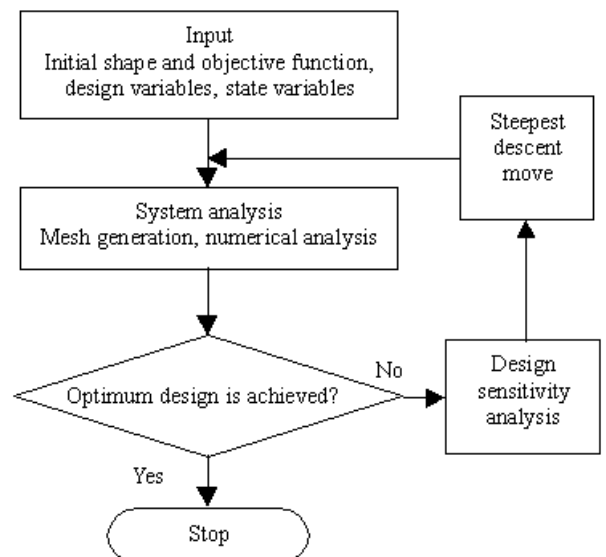 Input
Initial shape and objective function,
design variables, state variables
Steepest
descent
move
System analysis
Mesh generation, numerical analysis
Optimum design is achieved?
No
Design
sensitivity
analysis
Yes
Stop